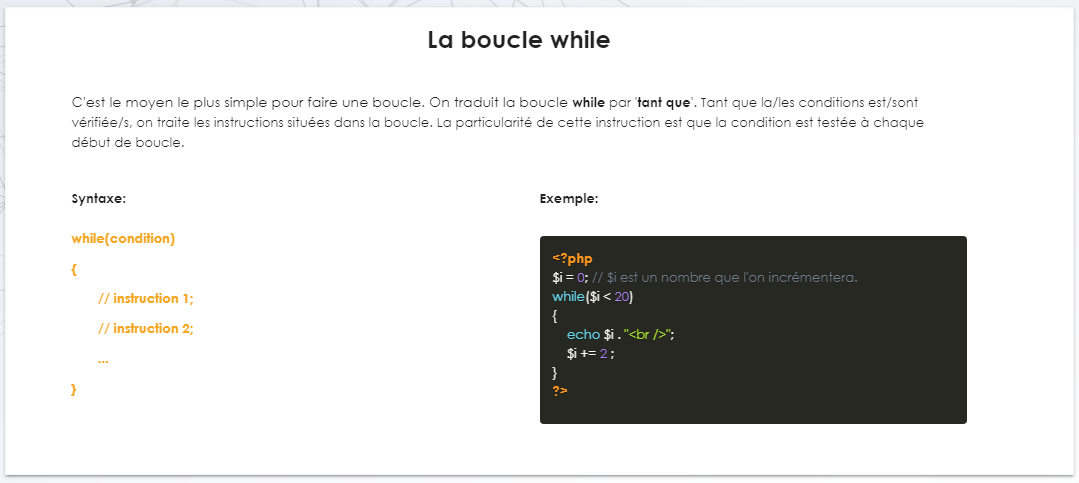 La boucle while
C'est le moyen le plus simple pour faire une boucle. On traduit la boucle while par 'tant que'. Tant que la/les conditions est/sont
vérifiée/s, on traite les instructions situées dans la boucle. La particularité de cette instruction est que la condition est testée à chaque
début de boucle.
Syntaxe:
while(condition)
{
// instruction 1;
// instruction 2;
...
}
Exemple:
<?php
$i = 0; // $i est un nombre que l'on incrémentera.
while($i < 20)
{
echo $i . "<br />";
$i += 2 ;
}
?>